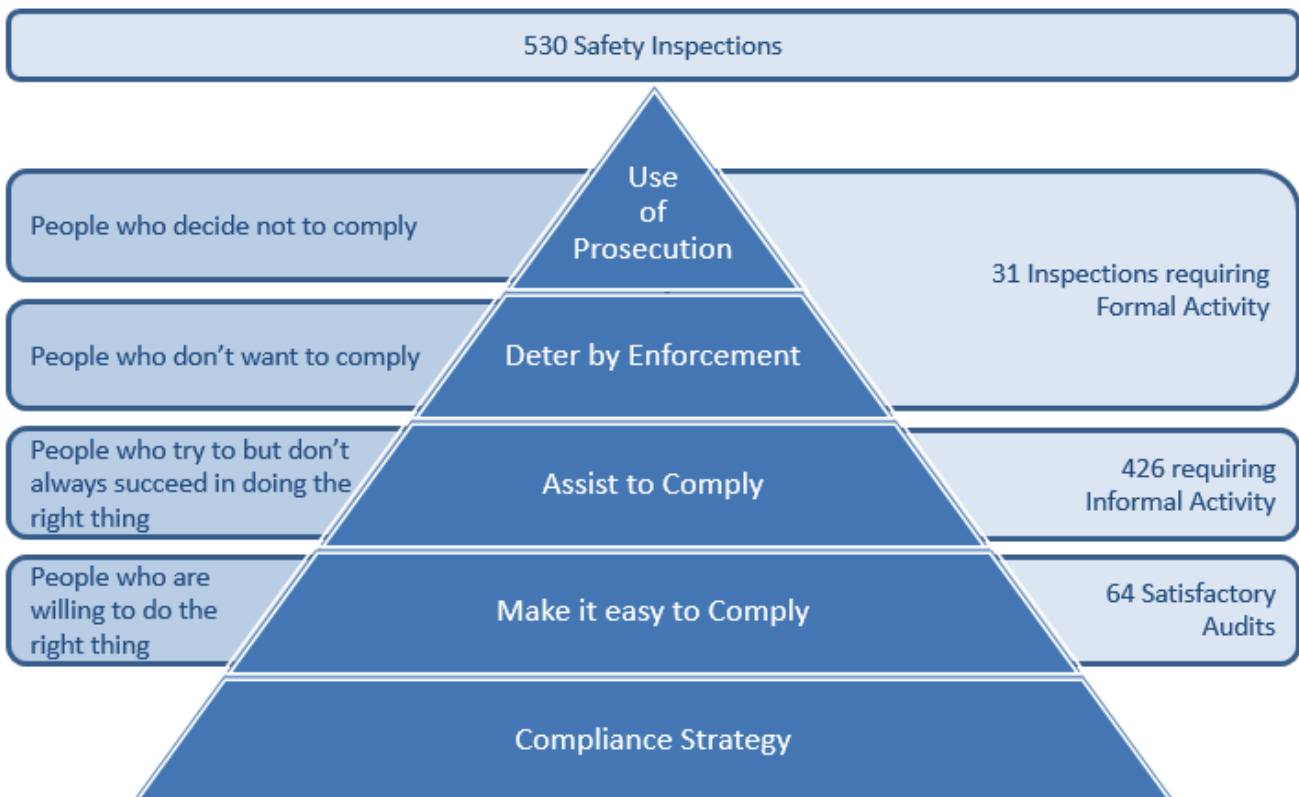 530 Safety Inspections
Use
of
Prosecution
People who decide not to comply
31 Inspections requiring
Formal Activity
People who don’t want to comply
Deter by Enforcement
People who try to but don’t
always succeed in doing the
right thing
Assist to Comply
426 requiring
Informal Activity
People who are
willing to do the
right thing
Make it easy to Comply
64 Satisfactory
Audits
Compliance Strategy